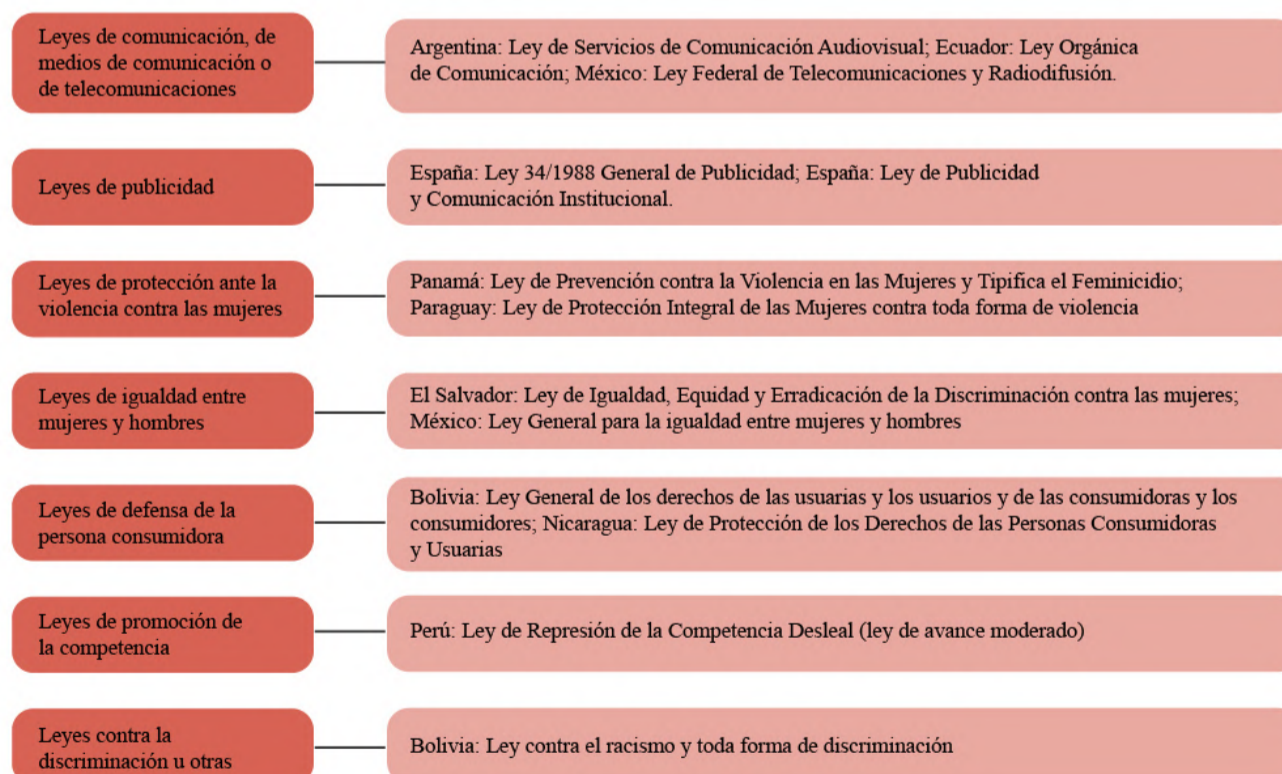 Leyes de comunicación, de
medios de comunicación o
de telecomunicaciones
Argentina: Ley de Servicios de Comunicación Audiovisual; Ecuador: Ley Orgánica
de Comunicación; México: Ley Federal de Telecomunicaciones y Radiodifusión.
Leyes de publicidad
España: Ley 34/1988 General de Publicidad; España: Ley de Publicidad
y Comunicación Institucional.
Leyes de protección ante la
violencia contra las mujeres
Panamá: Ley de Prevención contra la Violencia en las Mujeres y Tipifica el Feminicidio;
Paraguay: Ley de Protección Integral de las Mujeres contra toda forma de violencia
Leyes de igualdad entre
mujeres y hombres
El Salvador: Ley de Igualdad, Equidad y Erradicación de la Discriminación contra las mujeres;
México: Ley General para la igualdad entre mujeres y hombres
Leyes de defensa de la
persona consumidora
Bolivia: Ley General de los derechos de las usuarias y los usuarios y de las consumidoras y los
consumidores; Nicaragua: Ley de Protección de los Derechos de las Personas Consumidoras
y Usuarias
Leyes de promoción de
la competencia
Perú: Ley de Represión de la Competencia Desleal (ley de avance moderado)
Leyes contra la
discriminación u otras
Bolivia: Ley contra el racismo y toda forma de discriminación